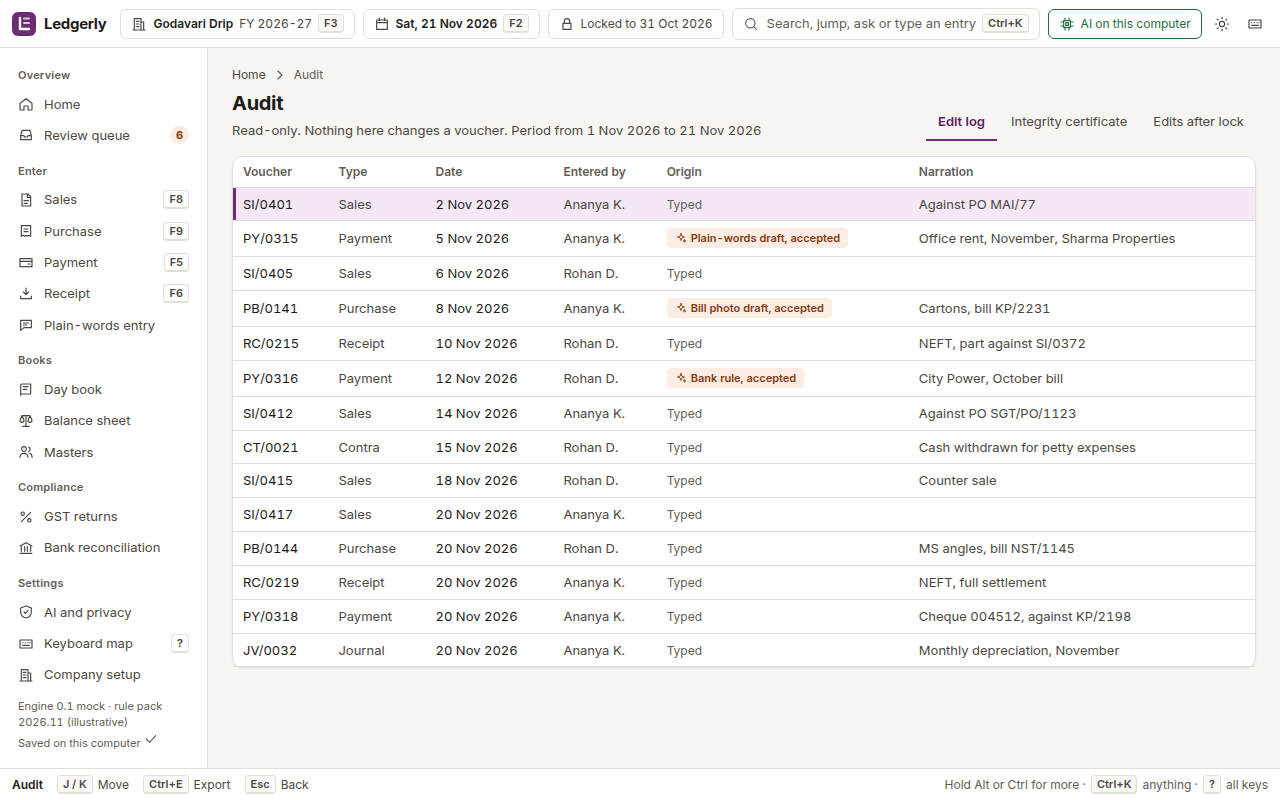 Ledgerly
Godavari Drip FY 2026-27 F3
Sat, 21 Nov 2026 F2
Locked to 31 Oct 2026
Search, jump, ask or type an entry Ctrl+K
AI on this computer
Overview
Home
Review queue 6
Enter
Sales F8
Purchase F9
Payment F5
Receipt F6
Plain-words entry
Books
Day book
Balance sheet
Masters
Compliance
GST returns
Bank reconciliation
Settings
AI and privacy
Keyboard map ?
Company setup
Engine 0.1 mock · rule pack
2026.11 (illustrative)
Saved on this computer
Home > Audit
Audit
Read-only. Nothing here changes a voucher. Period from 1 Nov 2026 to 21 Nov 2026
Edit log Integrity certificate Edits after lock
Voucher Type Date Entered by Origin Narration
SI/0401 Sales 2 Nov 2026 Ananya K. Typed Against PO MAI/77
PY/0315 Payment 5 Nov 2026 Ananya K. Plain-words draft, accepted Office rent, November, Sharma Properties
SI/0405 Sales 6 Nov 2026 Rohan D. Typed
PB/0141 Purchase 8 Nov 2026 Ananya K. Bill photo draft, accepted Cartons, bill KP/2231
RC/0215 Receipt 10 Nov 2026 Rohan D. Typed NEFT, part against SI/0372
PY/0316 Payment 12 Nov 2026 Rohan D. Bank rule, accepted City Power, October bill
SI/0412 Sales 14 Nov 2026 Ananya K. Typed Against PO SGT/PO/1123
CT/0021 Contra 15 Nov 2026 Rohan D. Typed Cash withdrawn for petty expenses
SI/0415 Sales 18 Nov 2026 Rohan D. Typed Counter sale
SI/0417 Sales 20 Nov 2026 Ananya K. Typed
PB/0144 Purchase 20 Nov 2026 Rohan D. Typed MS angles, bill NST/1145
RC/0219 Receipt 20 Nov 2026 Ananya K. Typed NEFT, full settlement
PY/0318 Payment 20 Nov 2026 Ananya K. Typed Cheque 004512, against KP/2198
JV/0032 Journal 20 Nov 2026 Ananya K. Typed Monthly depreciation, November
Audit J / K Move Ctrl+E Export Esc Back
Hold Alt or Ctrl for more · Ctrl+K anything · ? all keys